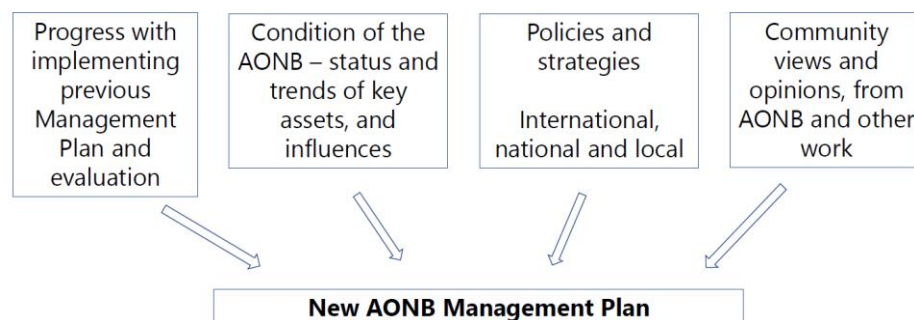 Progress with
implementing
previous
Management
Plan and
evaluation
Condition of the
AONB – status and
trends of key
assets, and
influences
Policies and
strategies
International,
national and local
Community
views and
opinions, from
AONB and other
work
New AONB Management Plan